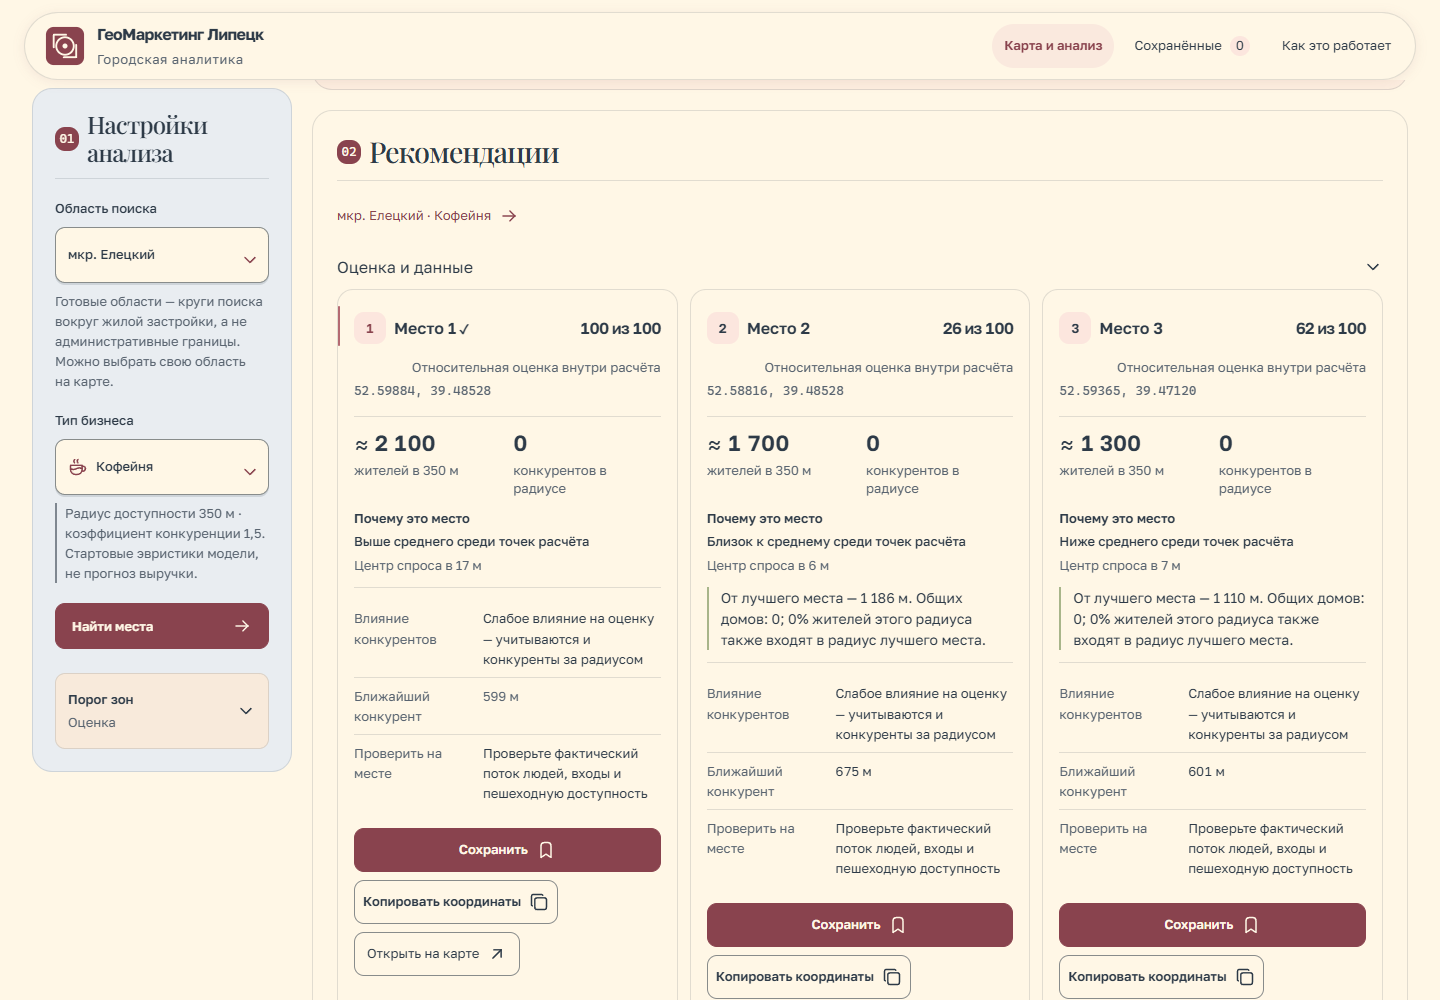 ГеоМаркетинг Липецк
Городская аналитика
Карта и анализ
Сохранённые 0
Как это работает
01 Настройки
анализа
Область поиска
мкр. Елецкий
Готовые области — круги поиска
вокруг жилой застройки, а не
административные границы.
Можно выбрать свою область
на карте.
Тип бизнеса
Кофейня
Радиус доступности 350 м ·
коэффициент конкуренции 1,5.
Стартовые эвристики модели,
не прогноз выручки.
Найти места
Порог зон
Оценка
02 Рекомендации
мкр. Елецкий · Кофейня
Оценка и данные
1 Место 1 ✓ 100 из 100
Относительная оценка внутри расчёта
52.59884, 39.48528
≈ 2 100
жителей в 350 м
0
конкурентов в
радиусе
Почему это место
Выше среднего среди точек расчёта
Центр спроса в 17 м
Влияние
конкурентов
Слабое влияние на оценку
— учитываются и
конкуренты за радиусом
Ближайший
конкурент
599 м
Проверить на
месте
Проверьте фактический
поток людей, входы и
пешеходную доступность
Сохранить
Копировать координаты
Открыть на карте
2 Место 2 26 из 100
Относительная оценка внутри расчёта
52.58816, 39.48528
≈ 1 700
жителей в 350 м
0
конкурентов в
радиусе
Почему это место
Близок к среднему среди точек расчёта
Центр спроса в 6 м
От лучшего места — 1 186 м. Общих
домов: 0; 0% жителей этого радиуса
также входят в радиус лучшего места.
Влияние
конкурентов
Слабое влияние на оценку
— учитываются и
конкуренты за радиусом
Ближайший
конкурент
675 м
Проверить на
месте
Проверьте фактический
поток людей, входы и
пешеходную доступность
Сохранить
Копировать координаты
3 Место 3 62 из 100
Относительная оценка внутри расчёта
52.59365, 39.47120
≈ 1 300
жителей в 350 м
0
конкурентов в
радиусе
Почему это место
Ниже среднего среди точек расчёта
Центр спроса в 7 м
От лучшего места — 1 110 м. Общих домов:
0; 0% жителей этого радиуса также
входят в радиус лучшего места.
Влияние
конкурентов
Слабое влияние на оценку
— учитываются и
конкуренты за радиусом
Ближайший
конкурент
601 м
Проверить на
месте
Проверьте фактический
поток людей, входы и
пешеходную доступность
Сохранить
Копировать координаты